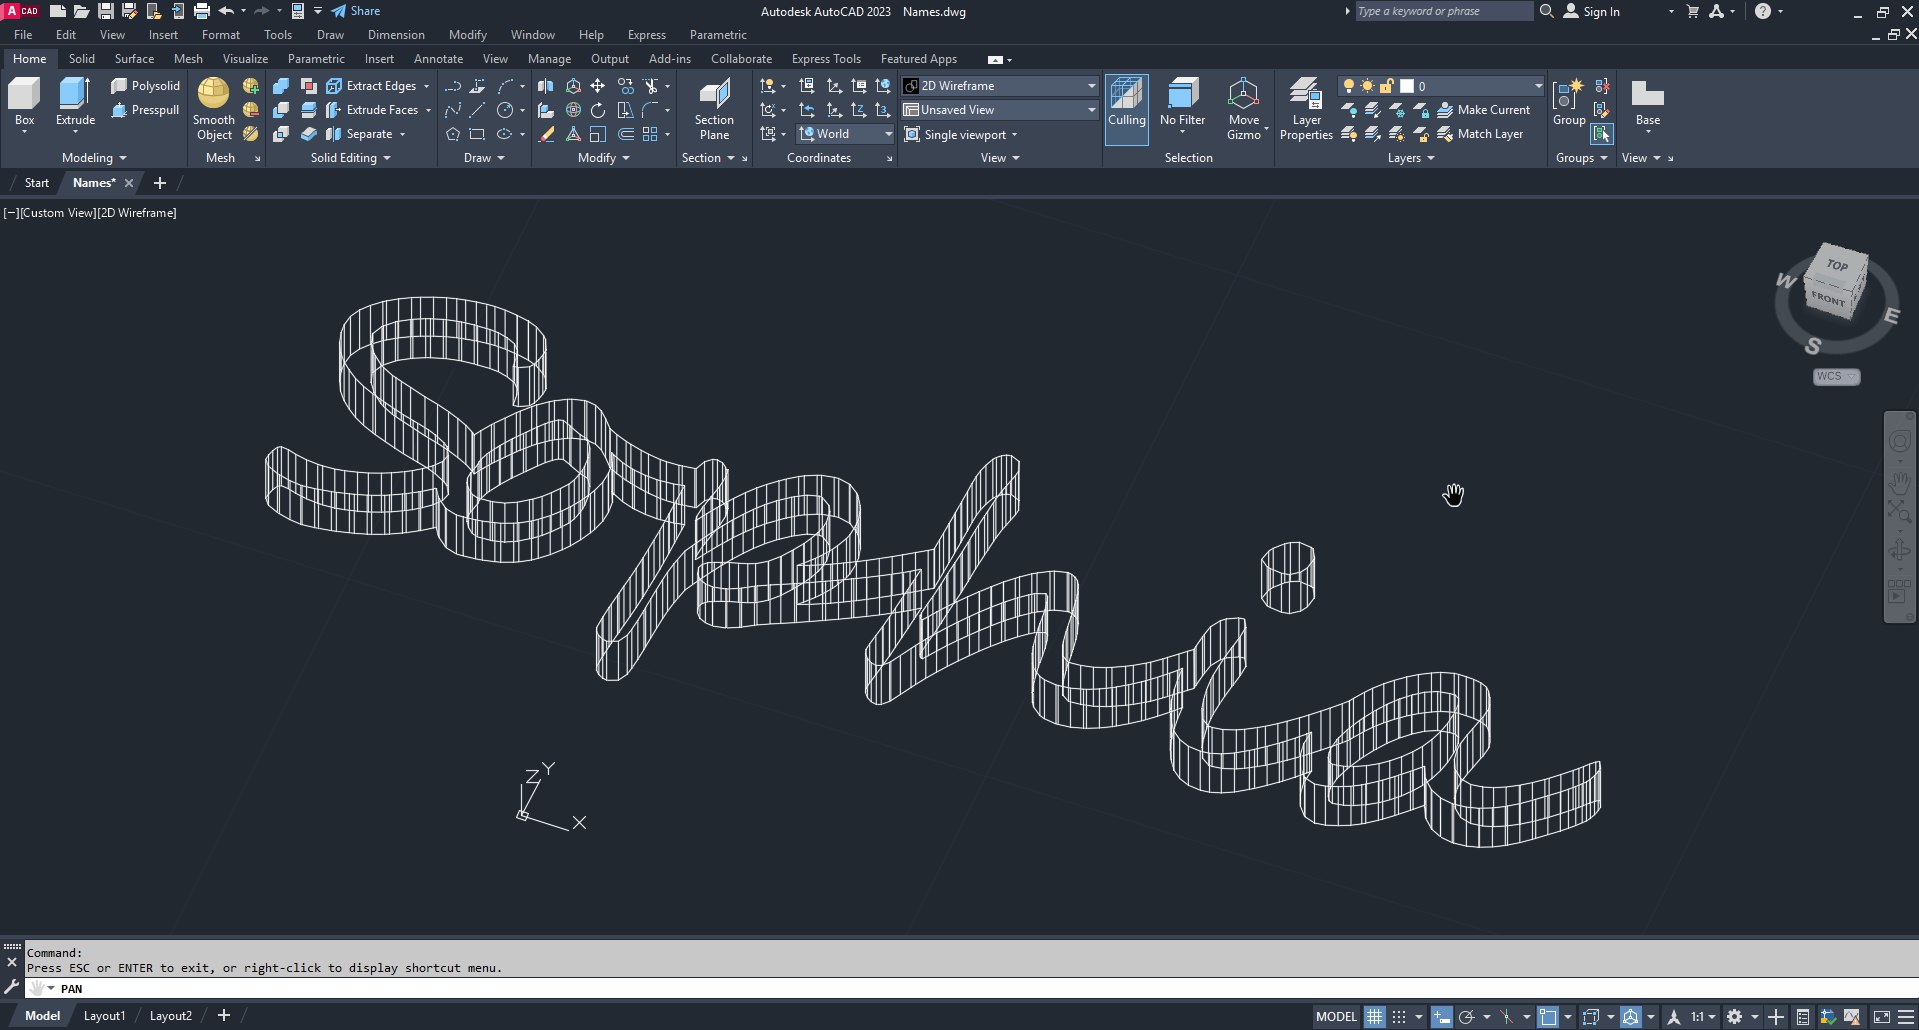 A CAD Share Autodesk AutoCAD 2023 Names.dwg Type a keyword or phrase Sign In
File Edit View Insert Format Tools Draw Dimension Modify Window Help Express Parametric
Home Solid Surface Mesh Visualize Parametric Insert Annotate View Manage Output Add-ins Collaborate Express Tools Featured Apps
Polysolid Extract Edges 2D Wireframe 0
Presspull Extrude Faces Unsaved View Make Current
Box Extrude Smooth Object Separate Section Plane World Single viewport Culling No Filter Move Gizmo Layer Properties Match Layer Group Base
Modeling Mesh Solid Editing Draw Modify Section Coordinates View Selection Layers Groups View
Start Names*
[−][Custom View][2D Wireframe]
TOP
W FRONT E
S
WCS
Sophia
Z Y
X
Command:
Press ESC or ENTER to exit, or right-click to display shortcut menu.
PAN
Model Layout1 Layout2 MODEL 1:1